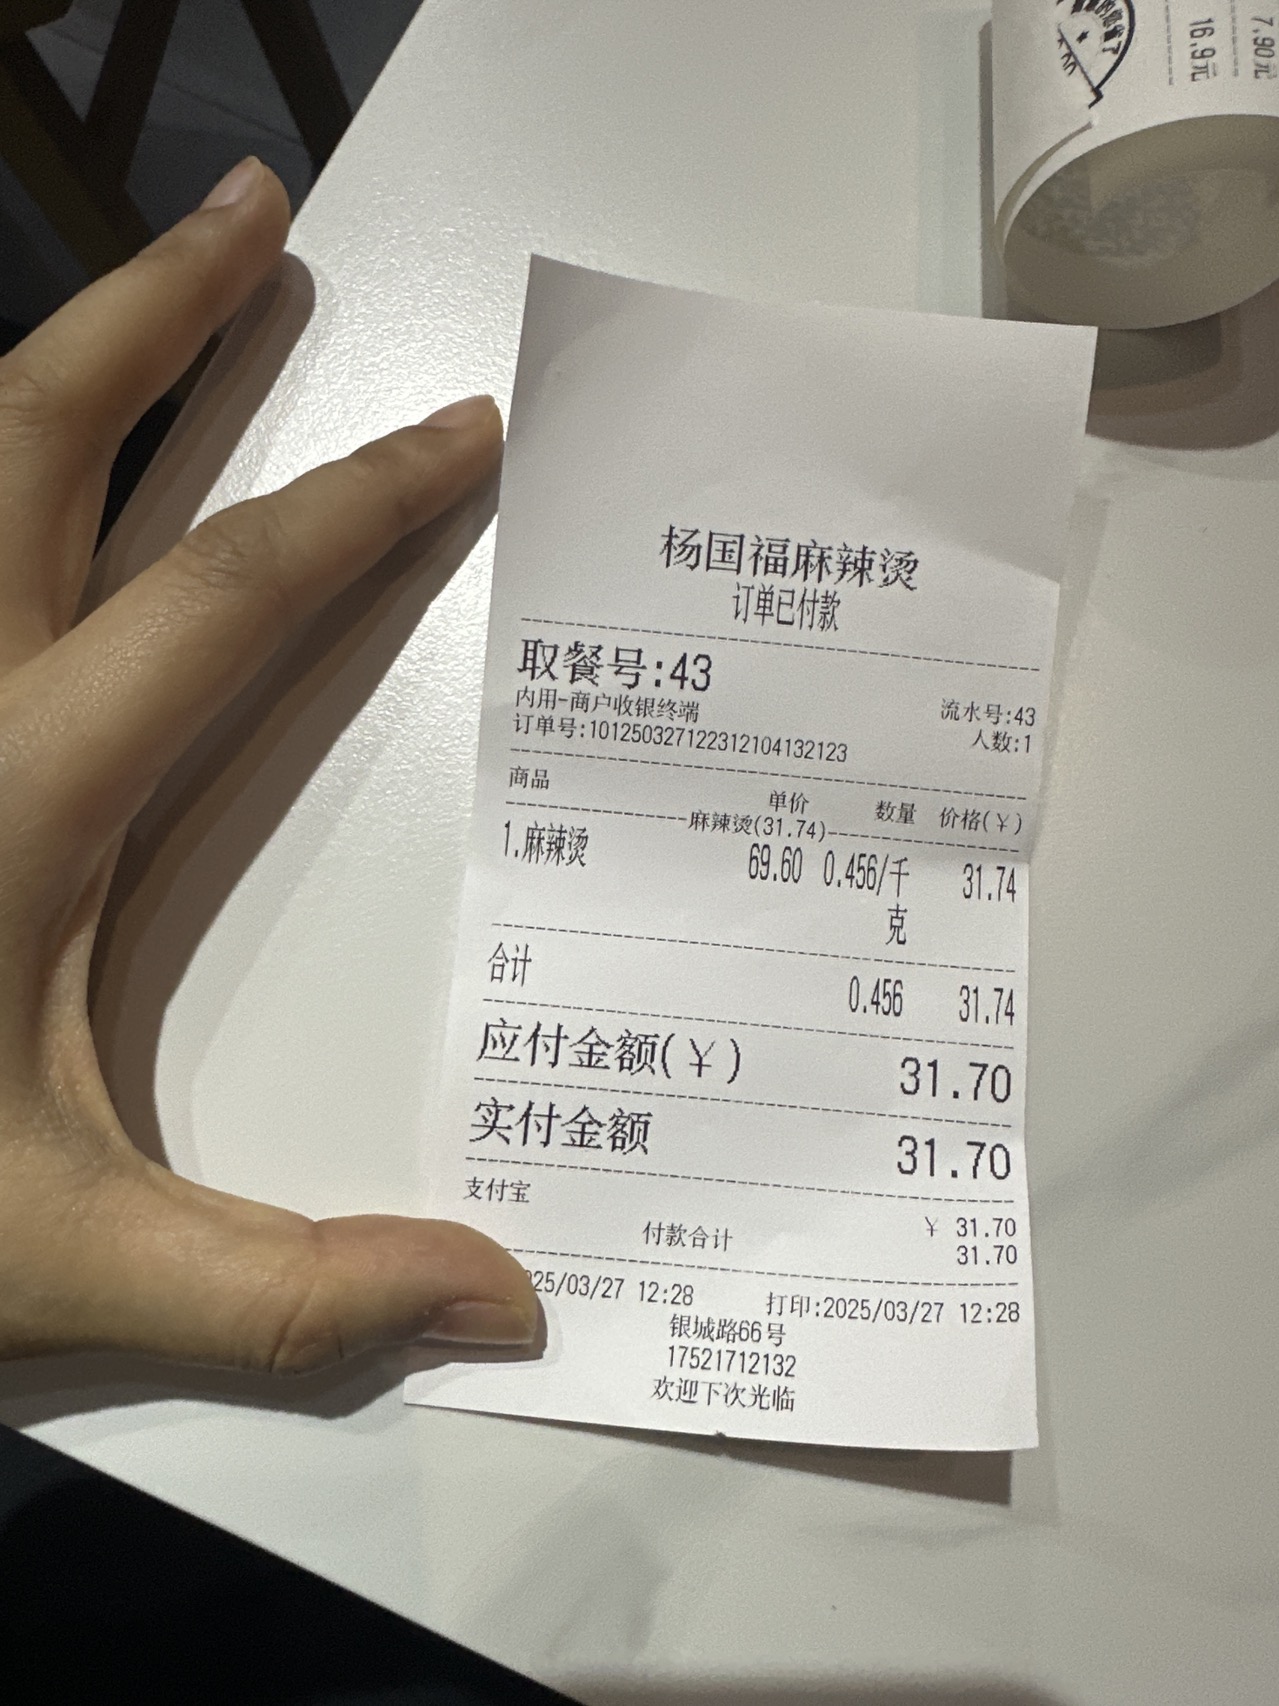 杨国福麻辣烫
订单已付款
取餐号:43
内用-商户收银终端 流水号:43
订单号:101250327122312104132123 人数:1
商品 单价 数量 价格(¥)
麻辣烫(31.74)
1.麻辣烫 69.60 0.456/千克 31.74
合计 0.456 31.74
应付金额(¥) 31.70
实付金额 31.70
支付宝 ¥ 31.70
付款合计 31.70
25/03/27 12:28 打印:2025/03/27 12:28
银城路66号
17521712132
欢迎下次光临
7.90元
16.9元